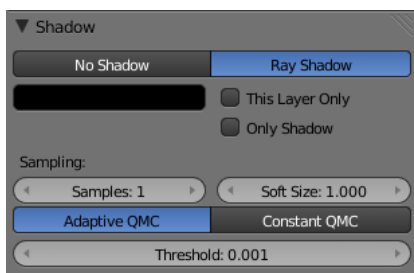 Shadow
No Shadow Ray Shadow
This Layer Only
Only Shadow
Sampling:
Samples: 1 Soft Size: 1.000
Adaptive QMC Constant QMC
Threshold: 0.001